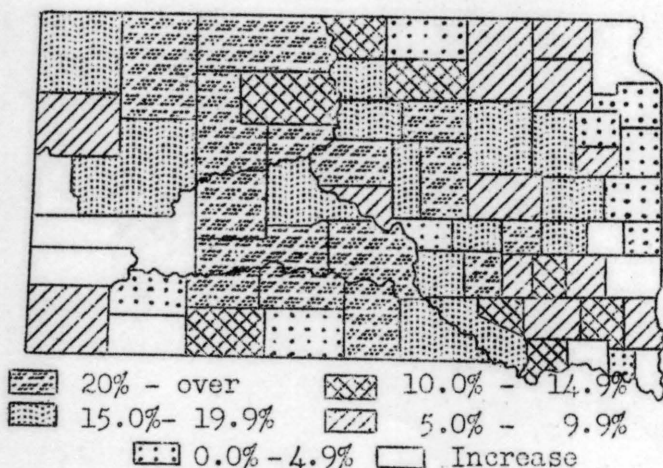 20% - over 10.0% - 14.9%
15.0%- 19.9% 5.0% - 9.9%
0.0%-4.9% Increase